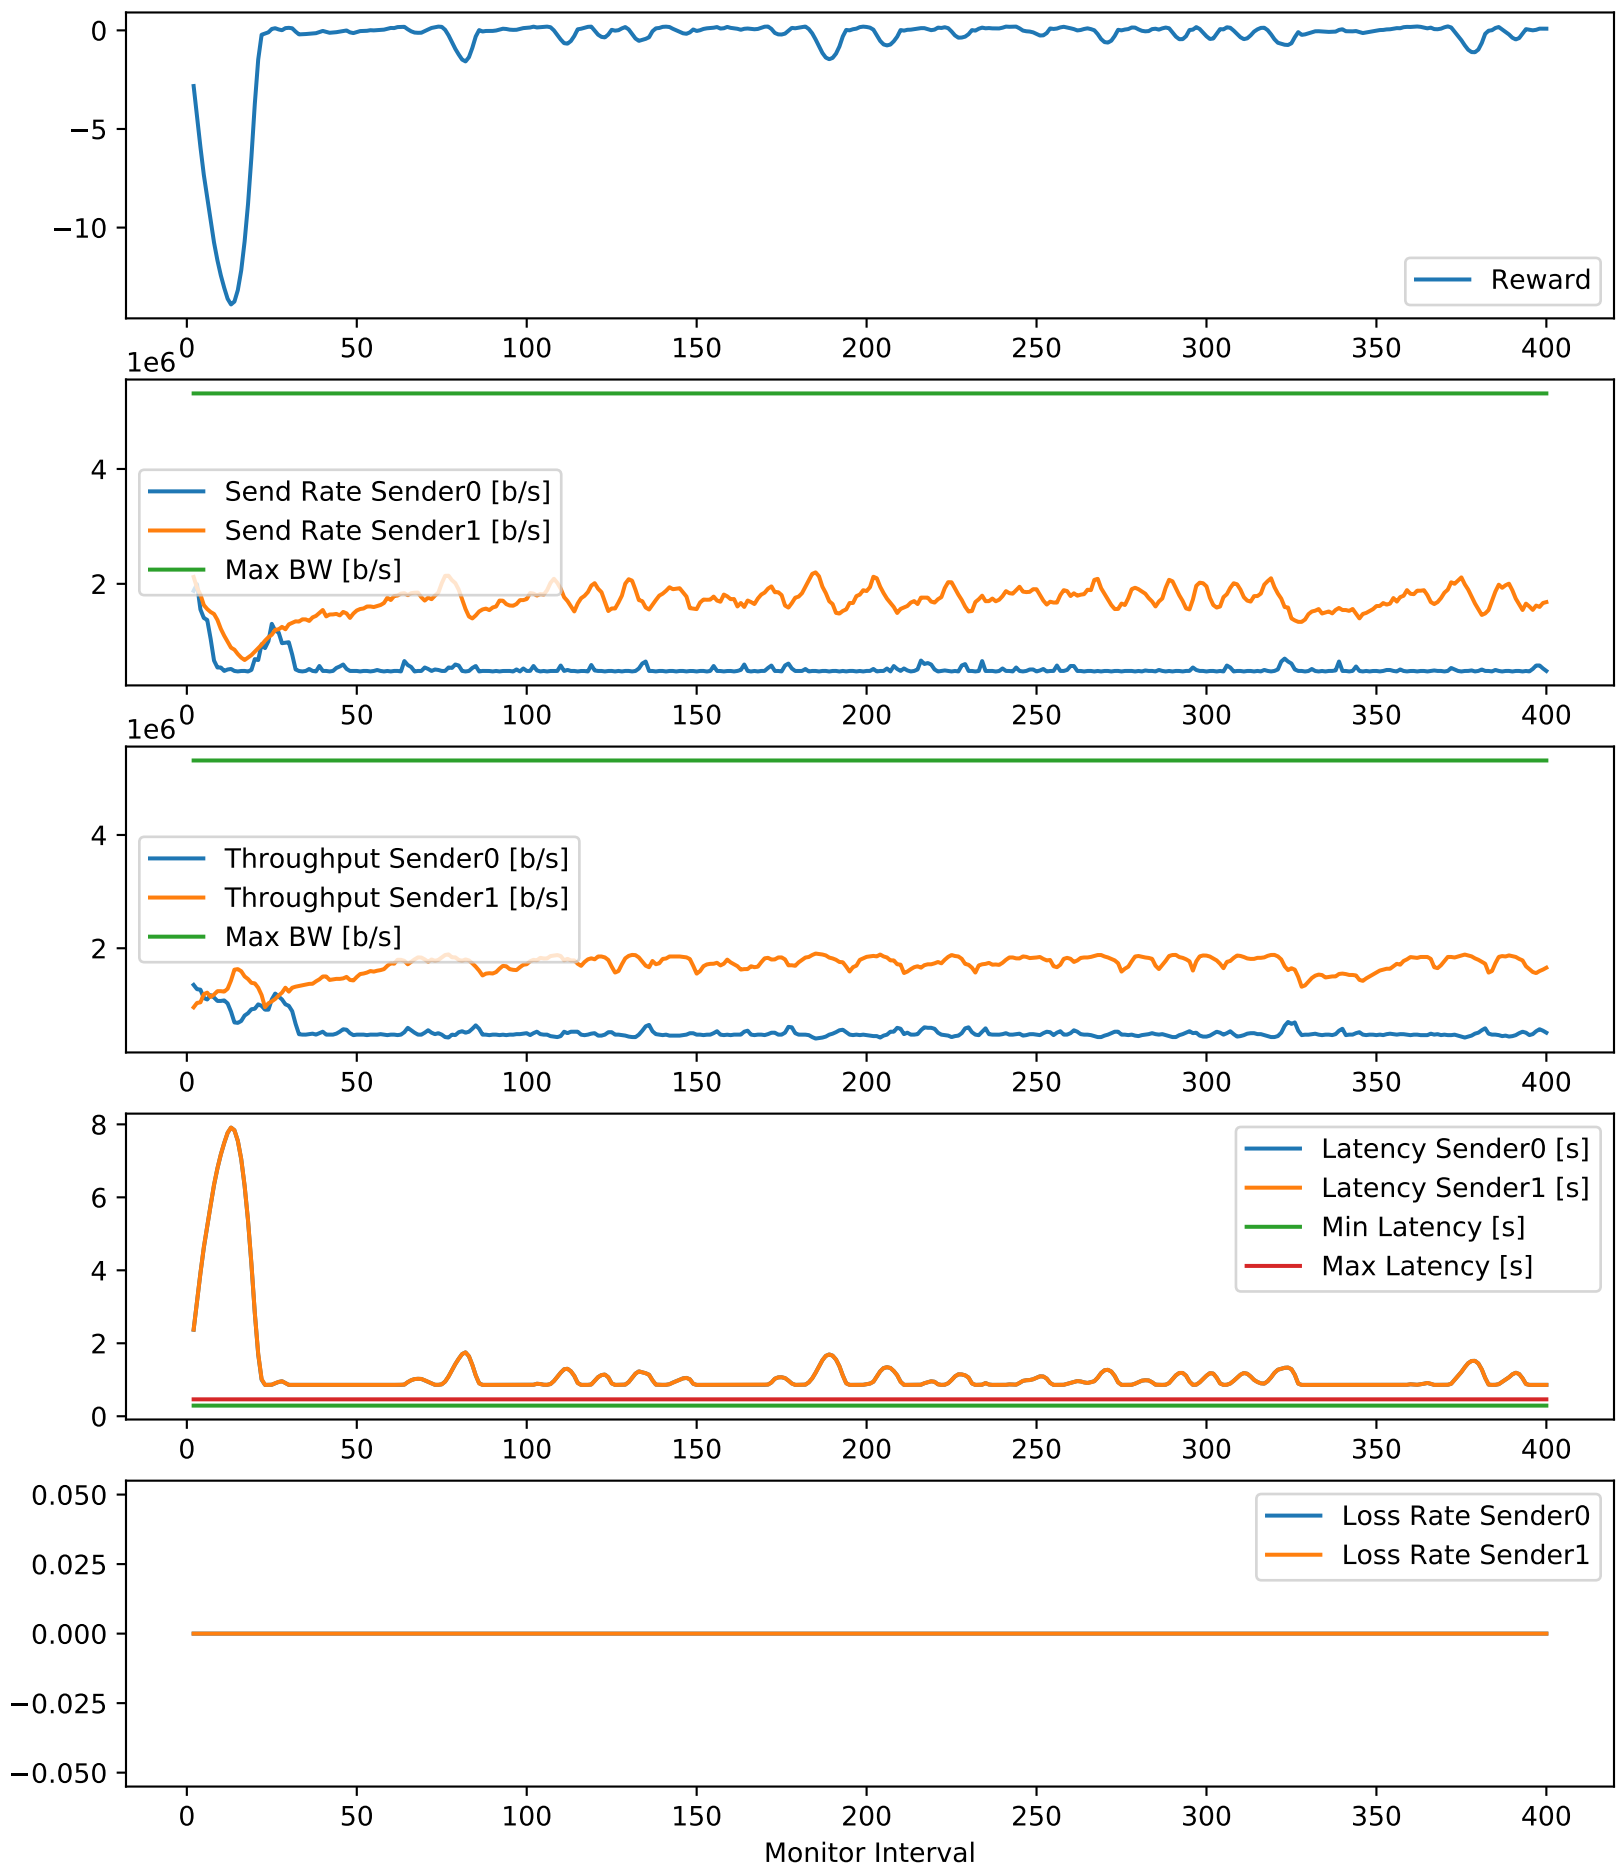 0
−5
−10
Reward
0 50 100 150 200 250 300 350 400
1e6
4
2
Send Rate Sender0 [b/s]
Send Rate Sender1 [b/s]
Max BW [b/s]
0 50 100 150 200 250 300 350 400
1e6
4
2
Throughput Sender0 [b/s]
Throughput Sender1 [b/s]
Max BW [b/s]
0 50 100 150 200 250 300 350 400
8
6
4
2
0
Latency Sender0 [s]
Latency Sender1 [s]
Min Latency [s]
Max Latency [s]
0 50 100 150 200 250 300 350 400
0.050
0.025
0.000
−0.025
−0.050
Loss Rate Sender0
Loss Rate Sender1
0 50 100 150 200 250 300 350 400
Monitor Interval